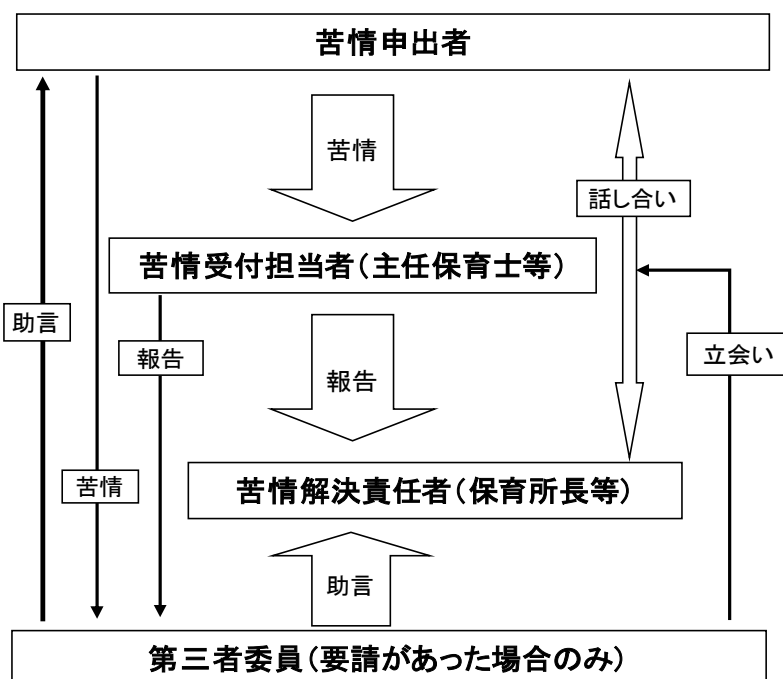 苦情申出者
苦情
話し合い
苦情受付担当者(主任保育士等)
助言
報告
報告
立会い
苦情
苦情解決責任者(保育所長等)
助言
第三者委員(要請があった場合のみ)